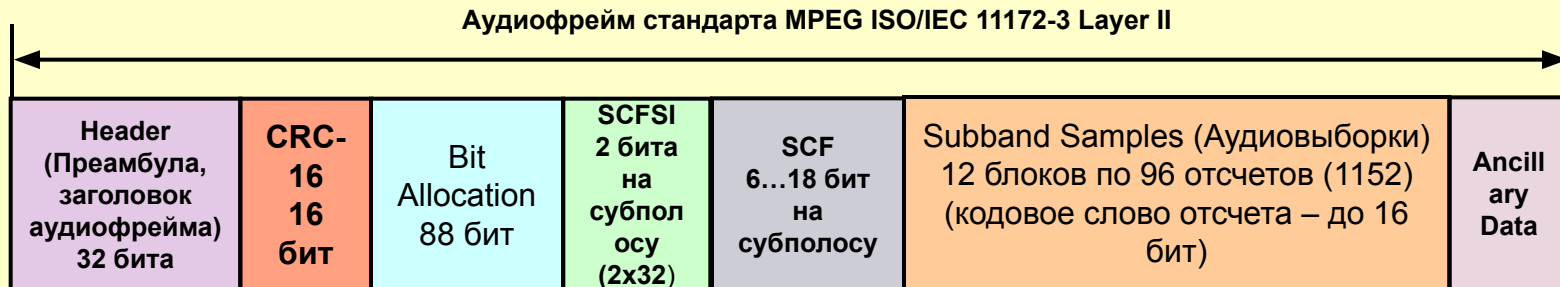 Аудиофрейм стандарта MPEG ISO/IEC 11172-3 Layer II
Header
(Преамбула,
заголовок
аудиофрейма)
32 бита
CRC-
16
16
бит
Bit
Allocation
88 бит
SCFSI
2 бита
на
субпол
осу
(2x32)
SCF
6…18 бит
на
субполосу
Subband Samples (Аудиовыборки)
12 блоков по 96 отсчетов (1152)
(кодовое слово отсчета – до 16
бит)
Ancill
ary
Data